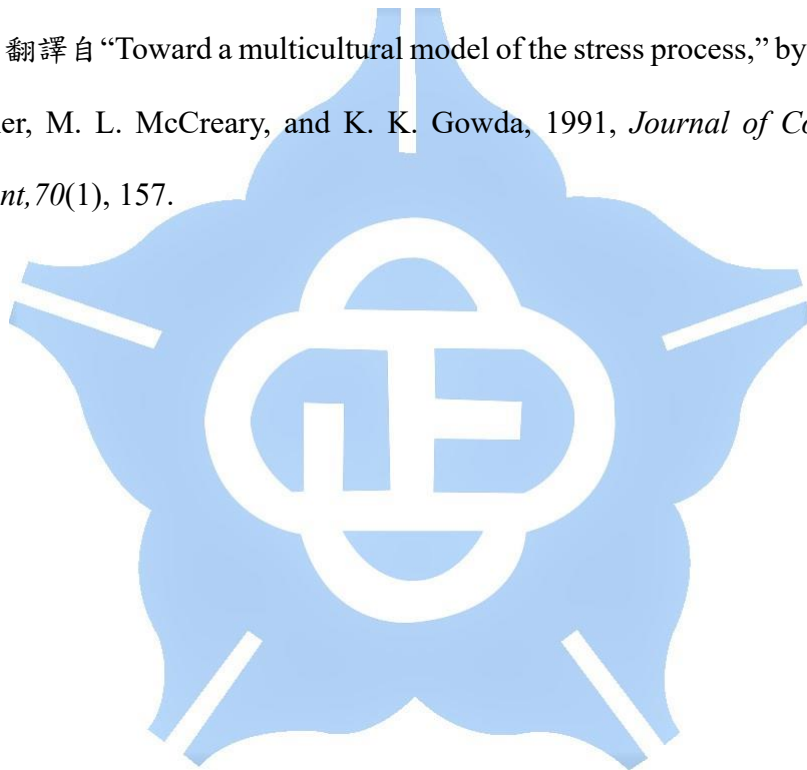 翻譯自“Toward a multicultural model of the stress process,” by
er, M. L. McCreary, and K. K. Gowda, 1991, Journal of Co
nt,70(1), 157.
正